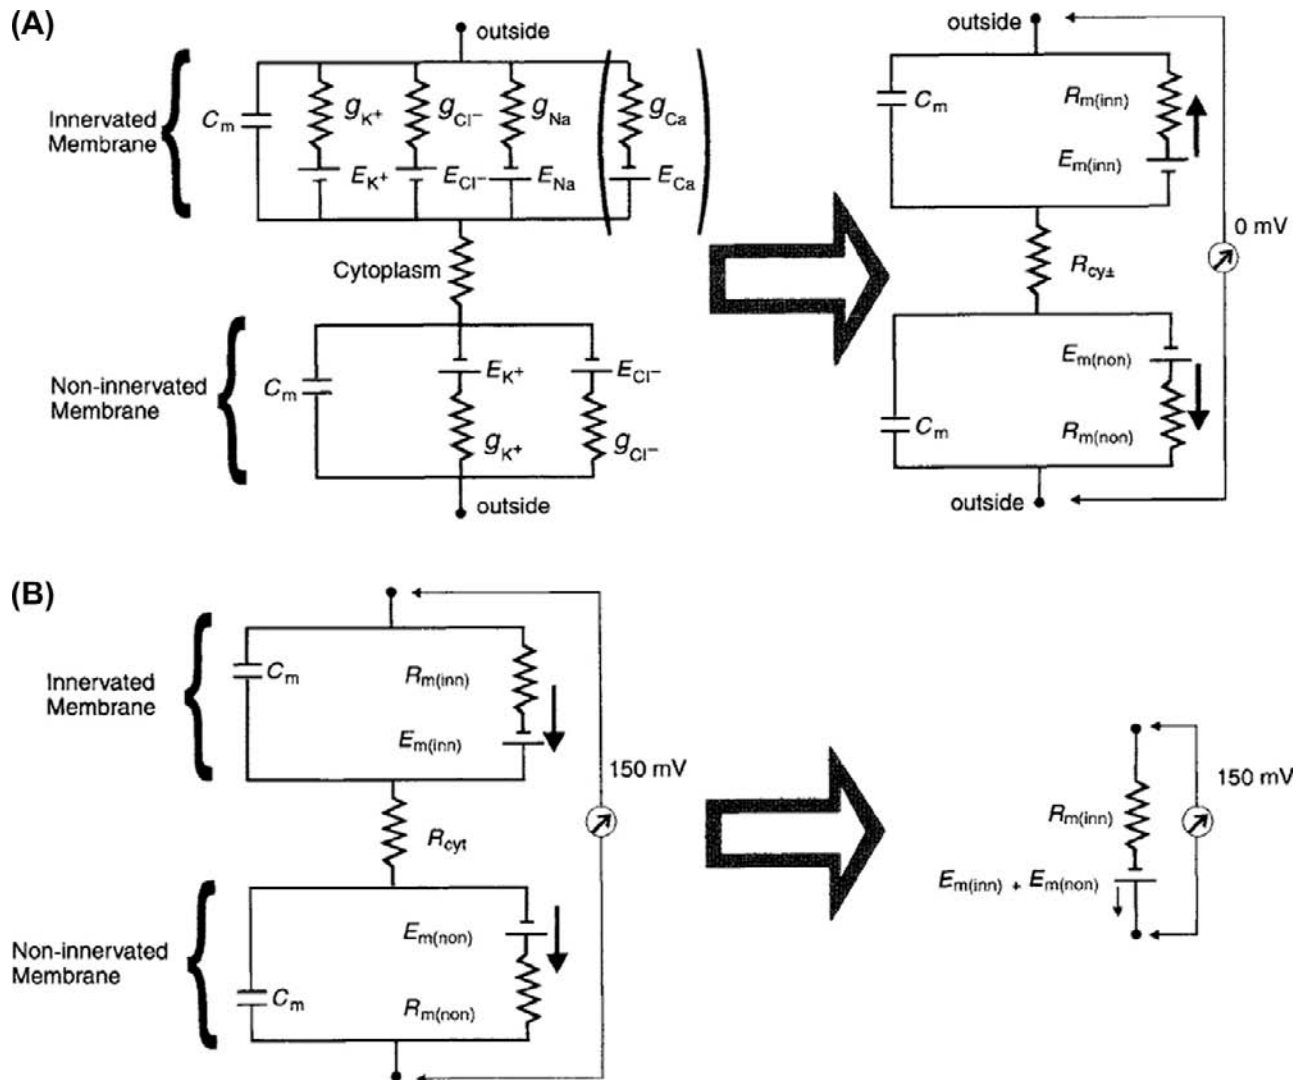 (A)
outside
Innervated
Membrane
Cm
gK+
gCl−
gNa
gCa
EK+
ECl−
ENa
ECa
Cytoplasm
Non-innervated
Membrane
Cm
EK+
ECl−
gK+
gCl−
outside
outside
Cm
Rm(inn)
Em(inn)
0 mV
Rcy±
Em(non)
Cm
Rm(non)
outside
(B)
Innervated
Membrane
Cm
Rm(inn)
Em(inn)
150 mV
Rcyt
Non-innervated
Membrane
Em(non)
Cm
Rm(non)
150 mV
Rm(inn)
Em(inn) + Em(non)